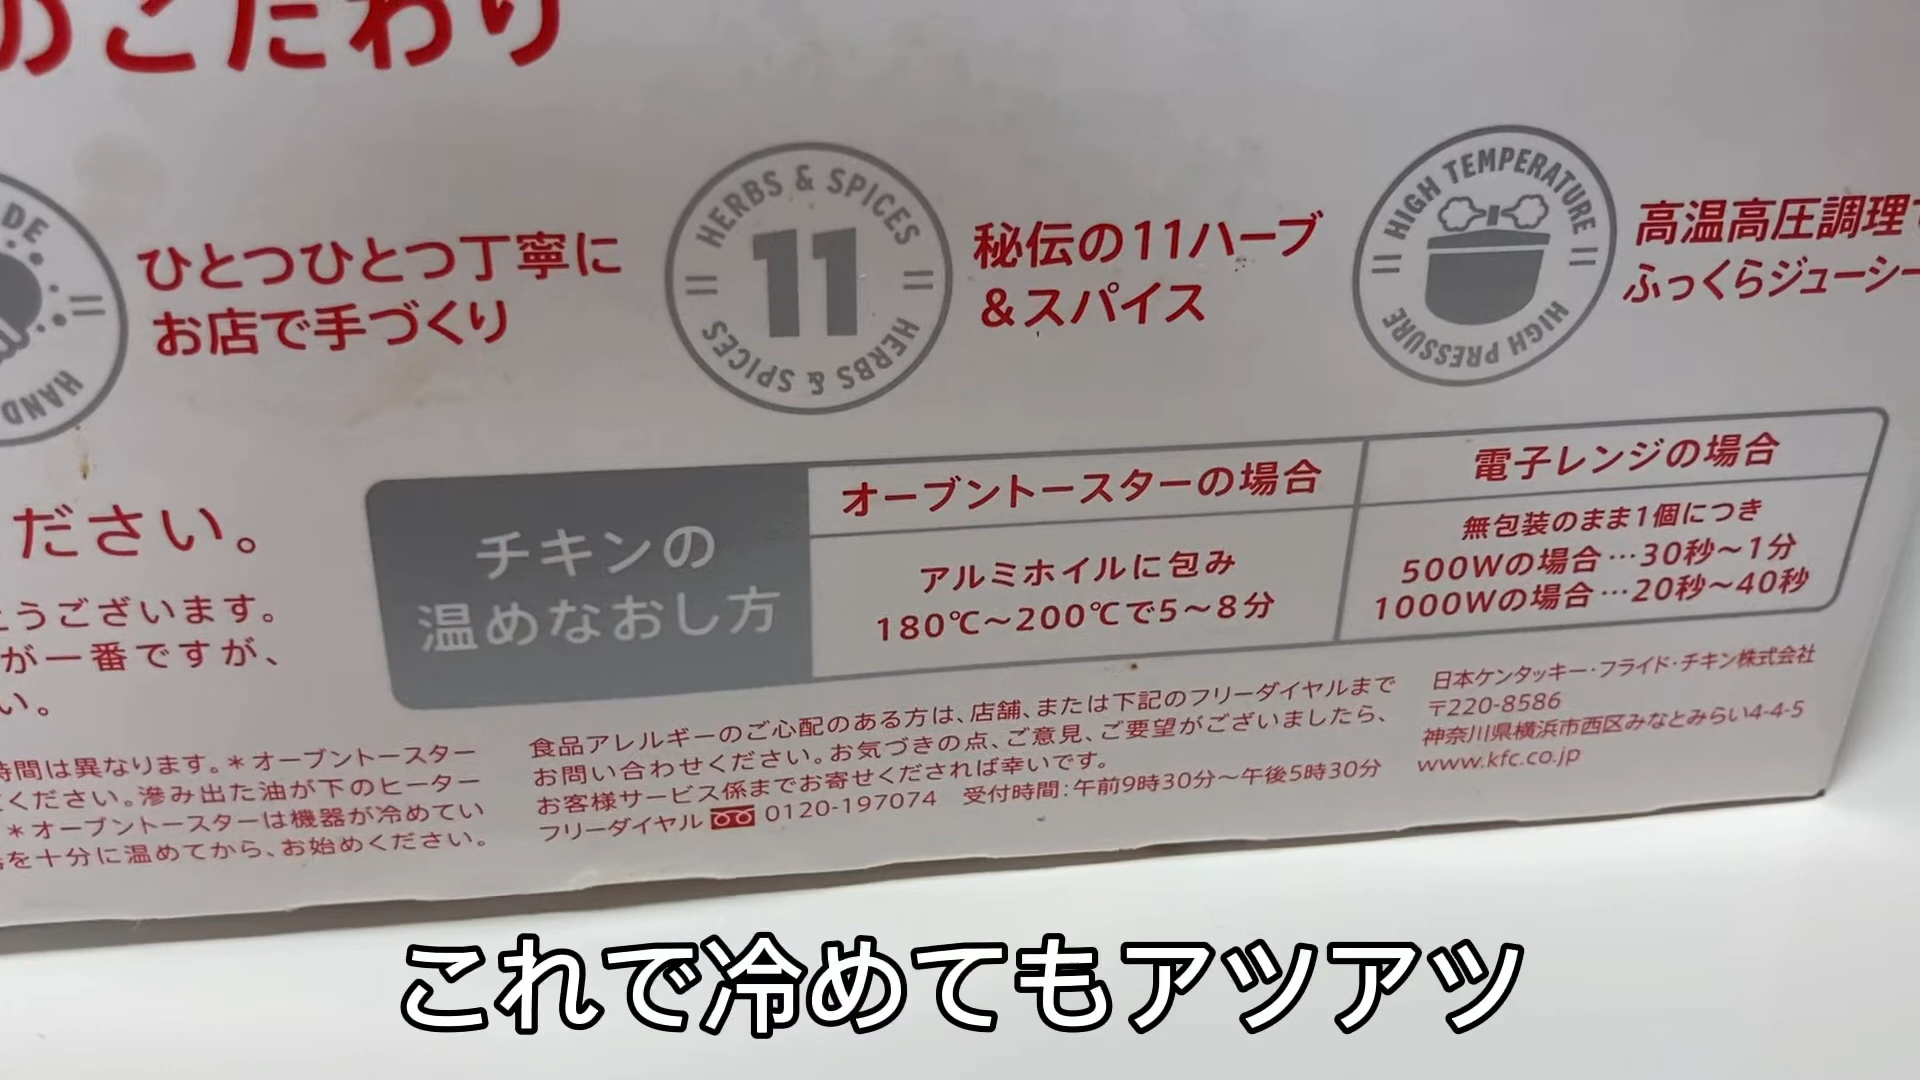 のこだわり
DE
HAND
ひとつひとつ丁寧に
お店で手づくり
HERBS & SPICES
11
HERBS & SPICES
秘伝の11ハーブ
&スパイス
HIGH TEMPERATURE
HIGH PRESSURE
高温高圧調理で
ふっくらジューシー
ださい。
とうございます。
が一番ですが、
い。
チキンの
温めなおし方
オーブントースターの場合
アルミホイルに包み
180℃〜200℃で5〜8分
電子レンジの場合
無包装のまま1個につき
500Wの場合…30秒〜1分
1000Wの場合…20秒〜40秒
時間は異なります。*オーブントースター
ください。滲み出た油が下のヒーター
*オーブントースターは機器が冷めてい
を十分に温めてから、お始めください。
食品アレルギーのご心配のある方は、店舗、または下記のフリーダイヤルまで
お問い合わせください。お気づきの点、ご意見、ご要望がございましたら、
お客様サービス係までお寄せくだされば幸いです。
フリーダイヤル 0120-197074 受付時間:午前9時30分〜午後5時30分
日本ケンタッキー・フライド・チキン株式会社
〒220-8586
神奈川県横浜市西区みなとみらい4-4-5
www.kfc.co.jp
これで冷めてもアツアツ